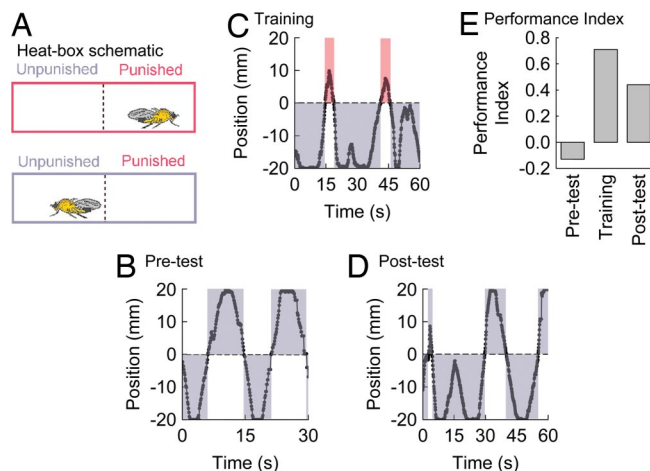 A
Heat-box schematic
Unpunished Punished
Unpunished Punished
C Training
Position (mm)
20
10
0
-10
-20
0 15 30 45 60
Time (s)
E Performance Index
Performance
Index
0.8
0.6
0.4
0.2
0.0
-0.2
Pre-test
Training
Post-test
B Pre-test
Position (mm)
20
10
0
-10
-20
0 15 30
Time (s)
D Post-test
Position (mm)
20
10
0
-10
-20
0 15 30 45 60
Time (s)